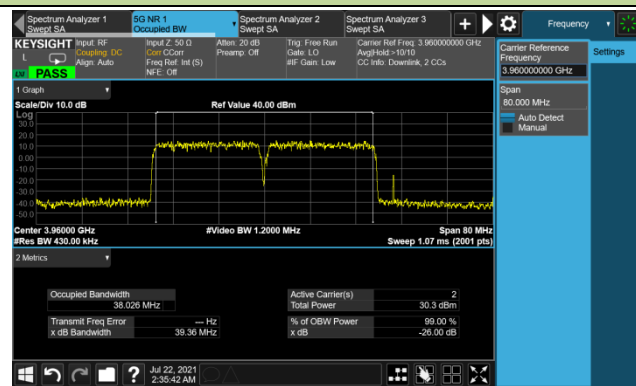 Spectrum Analyzer 1
Swept SA
5G NR 1
Occupied BW
Spectrum Analyzer 2
Swept SA
Spectrum Analyzer 3
Swept SA
Frequency
KEYSIGHT
L
LV PASS
Input: RF
Coupling: DC
Align: Auto
Input Z: 50 Ω
Corr CCorr
Freq Ref: Int (S)
NFE: Off
Atten: 20 dB
Preamp: Off
Trig: Free Run
Gate: LO
#IF Gain: Low
Carrier Ref Freq: 3.960000000 GHz
Avg|Hold:>10/10
CC Info: Downlink, 2 CCs
Carrier Reference
Frequency
3.960000000 GHz
Settings
Span
80.000 MHz
Auto Detect
Manual
1 Graph
Scale/Div 10.0 dB
Ref Value 40.00 dBm
Log
30.0
20.0
10.0
0.00
-10.0
-20.0
-30.0
-40.0
-50.0
Center 3.96000 GHz
#Video BW 1.2000 MHz
Span 80 MHz
#Res BW 430.00 kHz
Sweep 1.07 ms (2001 pts)
2 Metrics
Occupied Bandwidth
38.026 MHz
Active Carrier(s) 2
Total Power 30.3 dBm
Transmit Freq Error --- Hz
x dB Bandwidth 39.36 MHz
% of OBW Power 99.00 %
x dB -26.00 dB
Jul 22, 2021
2:35:42 AM